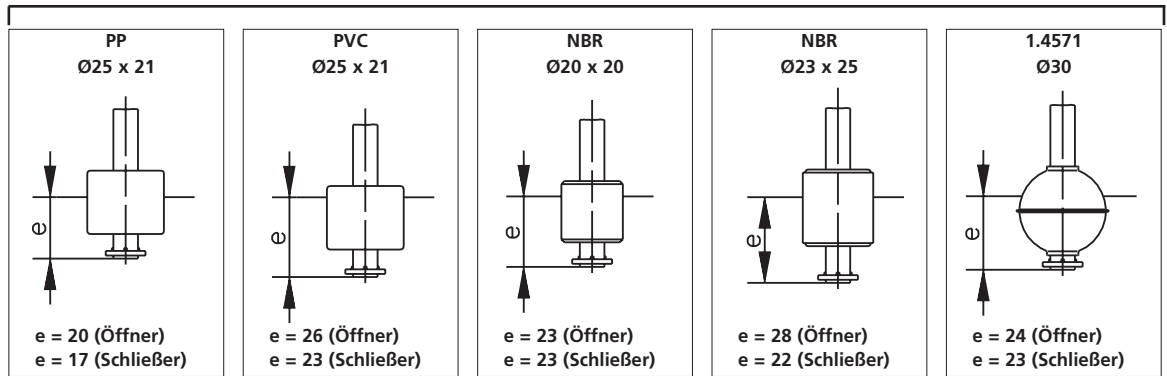 PP
Ø25 x 21
e
e = 20 (Öffner)
e = 17 (Schließer)
PVC
Ø25 x 21
e
e = 26 (Öffner)
e = 23 (Schließer)
NBR
Ø20 x 20
e
e = 23 (Öffner)
e = 23 (Schließer)
NBR
Ø23 x 25
e
e = 28 (Öffner)
e = 22 (Schließer)
1.4571
Ø30
e
e = 24 (Öffner)
e = 23 (Schließer)